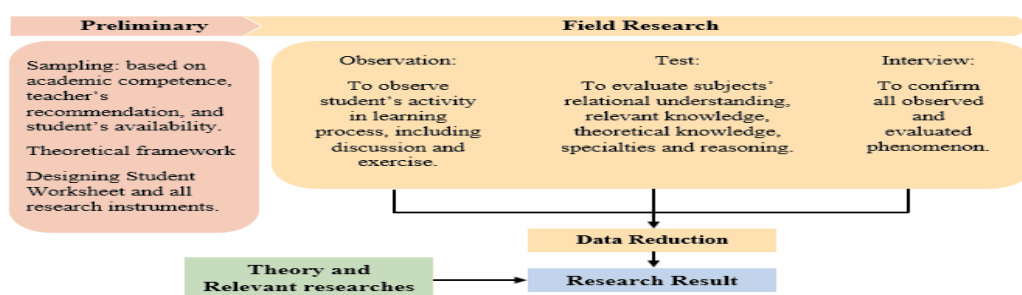 Preliminary
Field Research
Sampling: based on
academic competence,
teacher's
recommendation, and
student's availability.
Theoretical framework
Designing Student
Worksheet and all
research instruments.
Observation:
To observe
student's activity
in learning
process, including
discussion and
exercise.
Test:
To evaluate subjects'
relational understanding,
relevant knowledge,
theoretical knowledge,
specialties and reasoning.
Interview:
To confirm
all observed
and
evaluated
phenomenon.
Data Reduction
Theory and
Relevant researches
Research Result